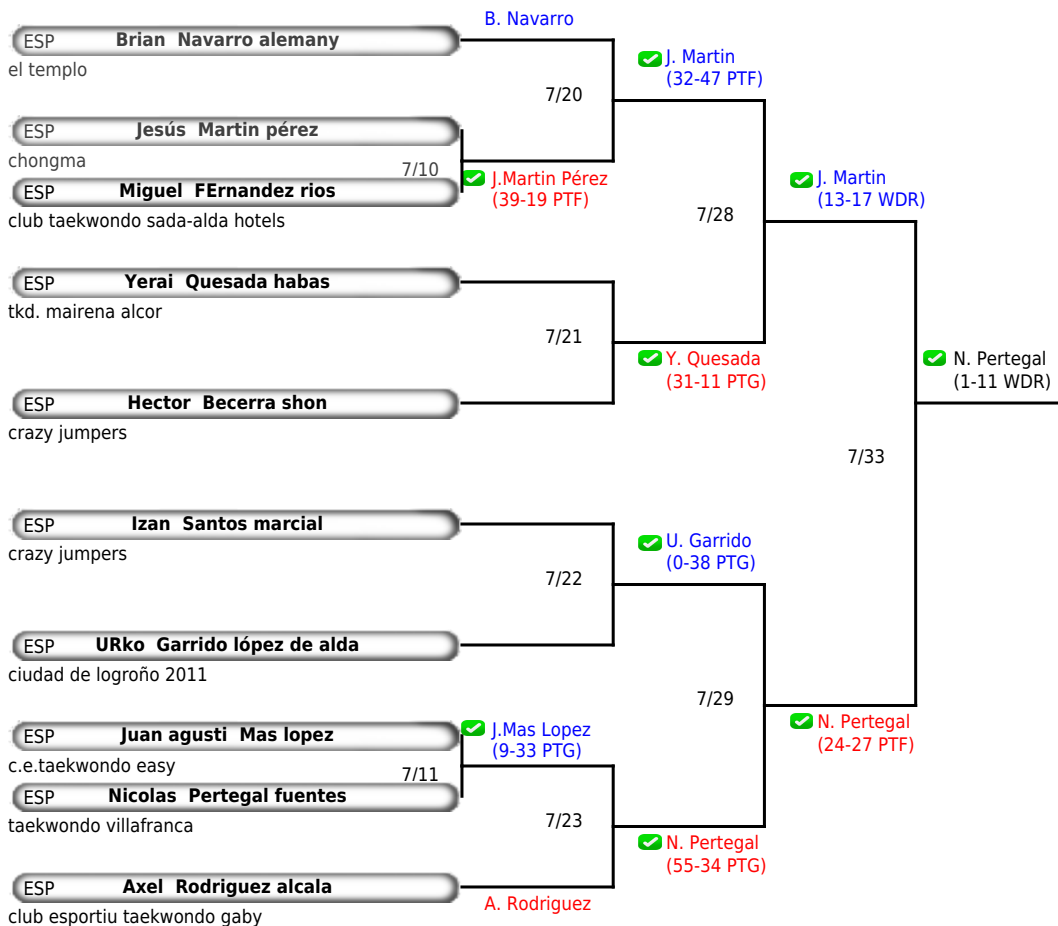 B. Navarro
ESP Brian Navarro alemany
el templo
J. Martin
(32-47 PTF)
7/20
ESP Jesús Martin pérez
chongma
7/10
J.Martin Pérez
(39-19 PTF)
ESP Miguel FErnandez rios
club taekwondo sada-alda hotels
J. Martin
(13-17 WDR)
7/28
ESP Yerai Quesada habas
tkd. mairena alcor
7/21
Y. Quesada
(31-11 PTG)
N. Pertegal
(1-11 WDR)
ESP Hector Becerra shon
crazy jumpers
7/33
ESP Izan Santos marcial
crazy jumpers
U. Garrido
(0-38 PTG)
7/22
ESP URko Garrido lópez de alda
ciudad de logroño 2011
7/29
N. Pertegal
(24-27 PTF)
ESP Juan agusti Mas lopez
c.e.taekwondo easy
J.Mas Lopez
(9-33 PTG)
7/11
ESP Nicolas Pertegal fuentes
taekwondo villafranca
7/23
N. Pertegal
(55-34 PTG)
ESP Axel Rodriguez alcala
club esportiu taekwondo gaby
A. Rodriguez